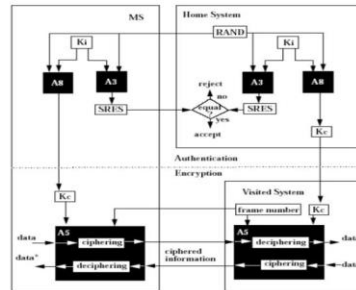 MS
Home System
RAND
Ki
Ki
A8
A3
A3
A8
reject
no
SRES
equal
?
SRES
yes
accept
Kc
Authentication
Encryption
Visited System
Kc
frame number
Kc
A5
A5
data
ciphering
deciphering
data
ciphered
information
data"
deciphering
ciphering
data